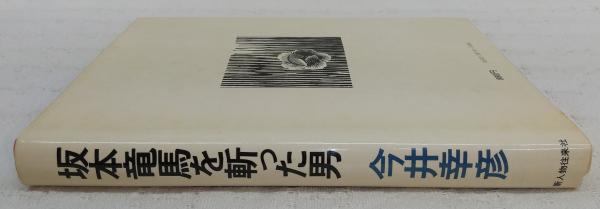 坂本竜馬を斬った男
今井幸彦
新人物往来社